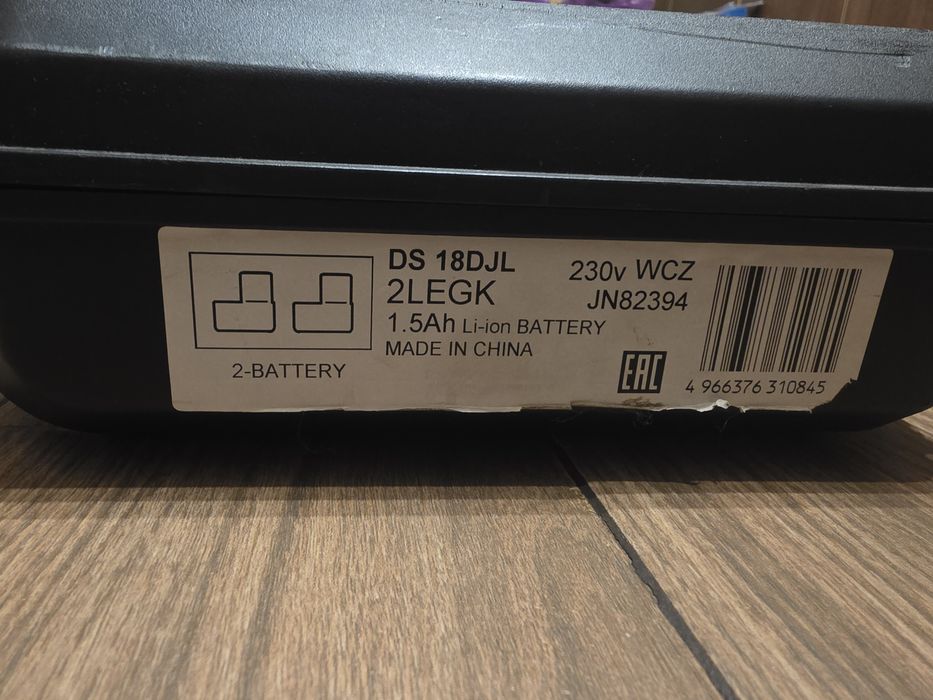 DS 18DJL
2LEGK
1.5Ah Li-ion BATTERY
MADE IN CHINA
2-BATTERY
230v WCZ
JN82394
EAC
4 966376 310845